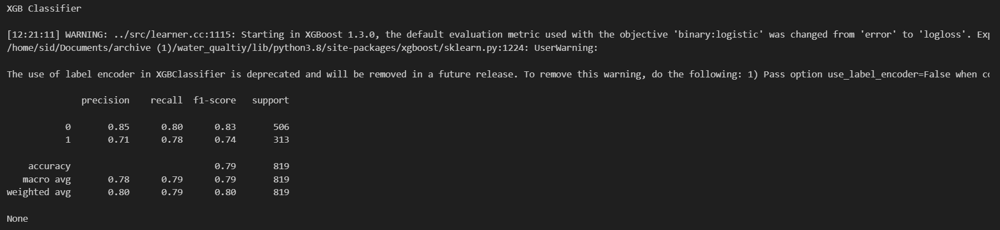 XGB Classifier
[12:21:11] WARNING: ../src/learner.cc:1115: Starting in XGBoost 1.3.0, the default evaluation metric used with the objective 'binary:logistic' was changed from 'error' to 'logloss'. Exp
/home/sid/Documents/archive (1)/water_qualtiy/lib/python3.8/site-packages/xgboost/sklearn.py:1224: UserWarning:
The use of label encoder in XGBClassifier is deprecated and will be removed in a future release. To remove this warning, do the following: 1) Pass option use_label_encoder=False when co
precision recall f1-score support
0 0.85 0.80 0.83 506
1 0.71 0.78 0.74 313
accuracy 0.79 819
macro avg 0.78 0.79 0.79 819
weighted avg 0.80 0.79 0.80 819
None